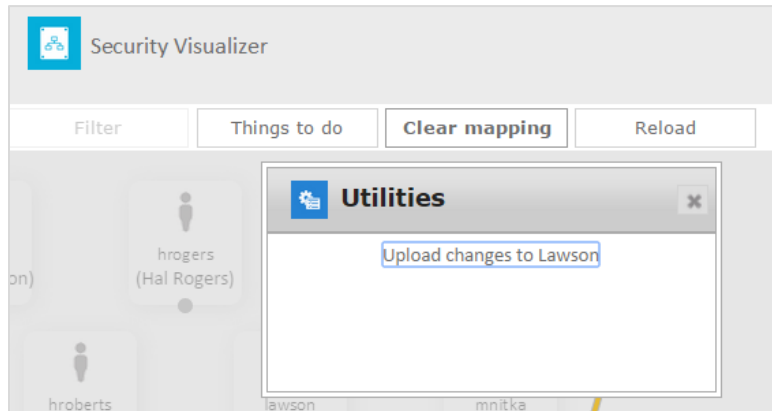 Security Visualizer
Filter
Things to do
Clear mapping
Reload
Utilities
Upload changes to Lawson
hrogers
on)
(Hal Rogers)
hroberts
lawson
mnitka